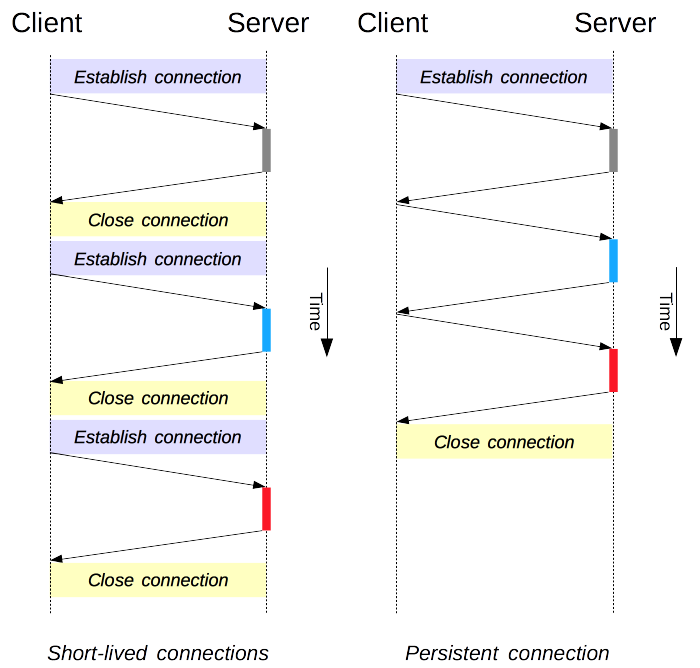 Client
Server
Establish connection
Close connection
Establish connection
Close connection
Establish connection
Close connection
Time
Short-lived connections
Client
Server
Establish connection
Close connection
Time
Persistent connection